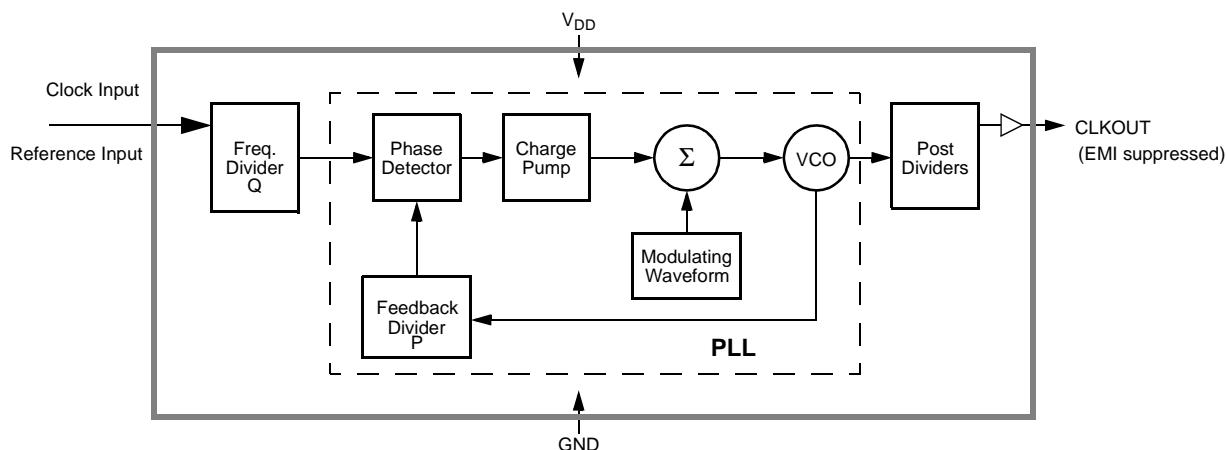 VDD
Clock Input
Reference Input
Freq.
Divider
Q
Phase
Detector
Charge
Pump
Σ
VCO
Post
Dividers
CLKOUT
(EMI suppressed)
Modulating
Waveform
Feedback
Divider
P
PLL
GND